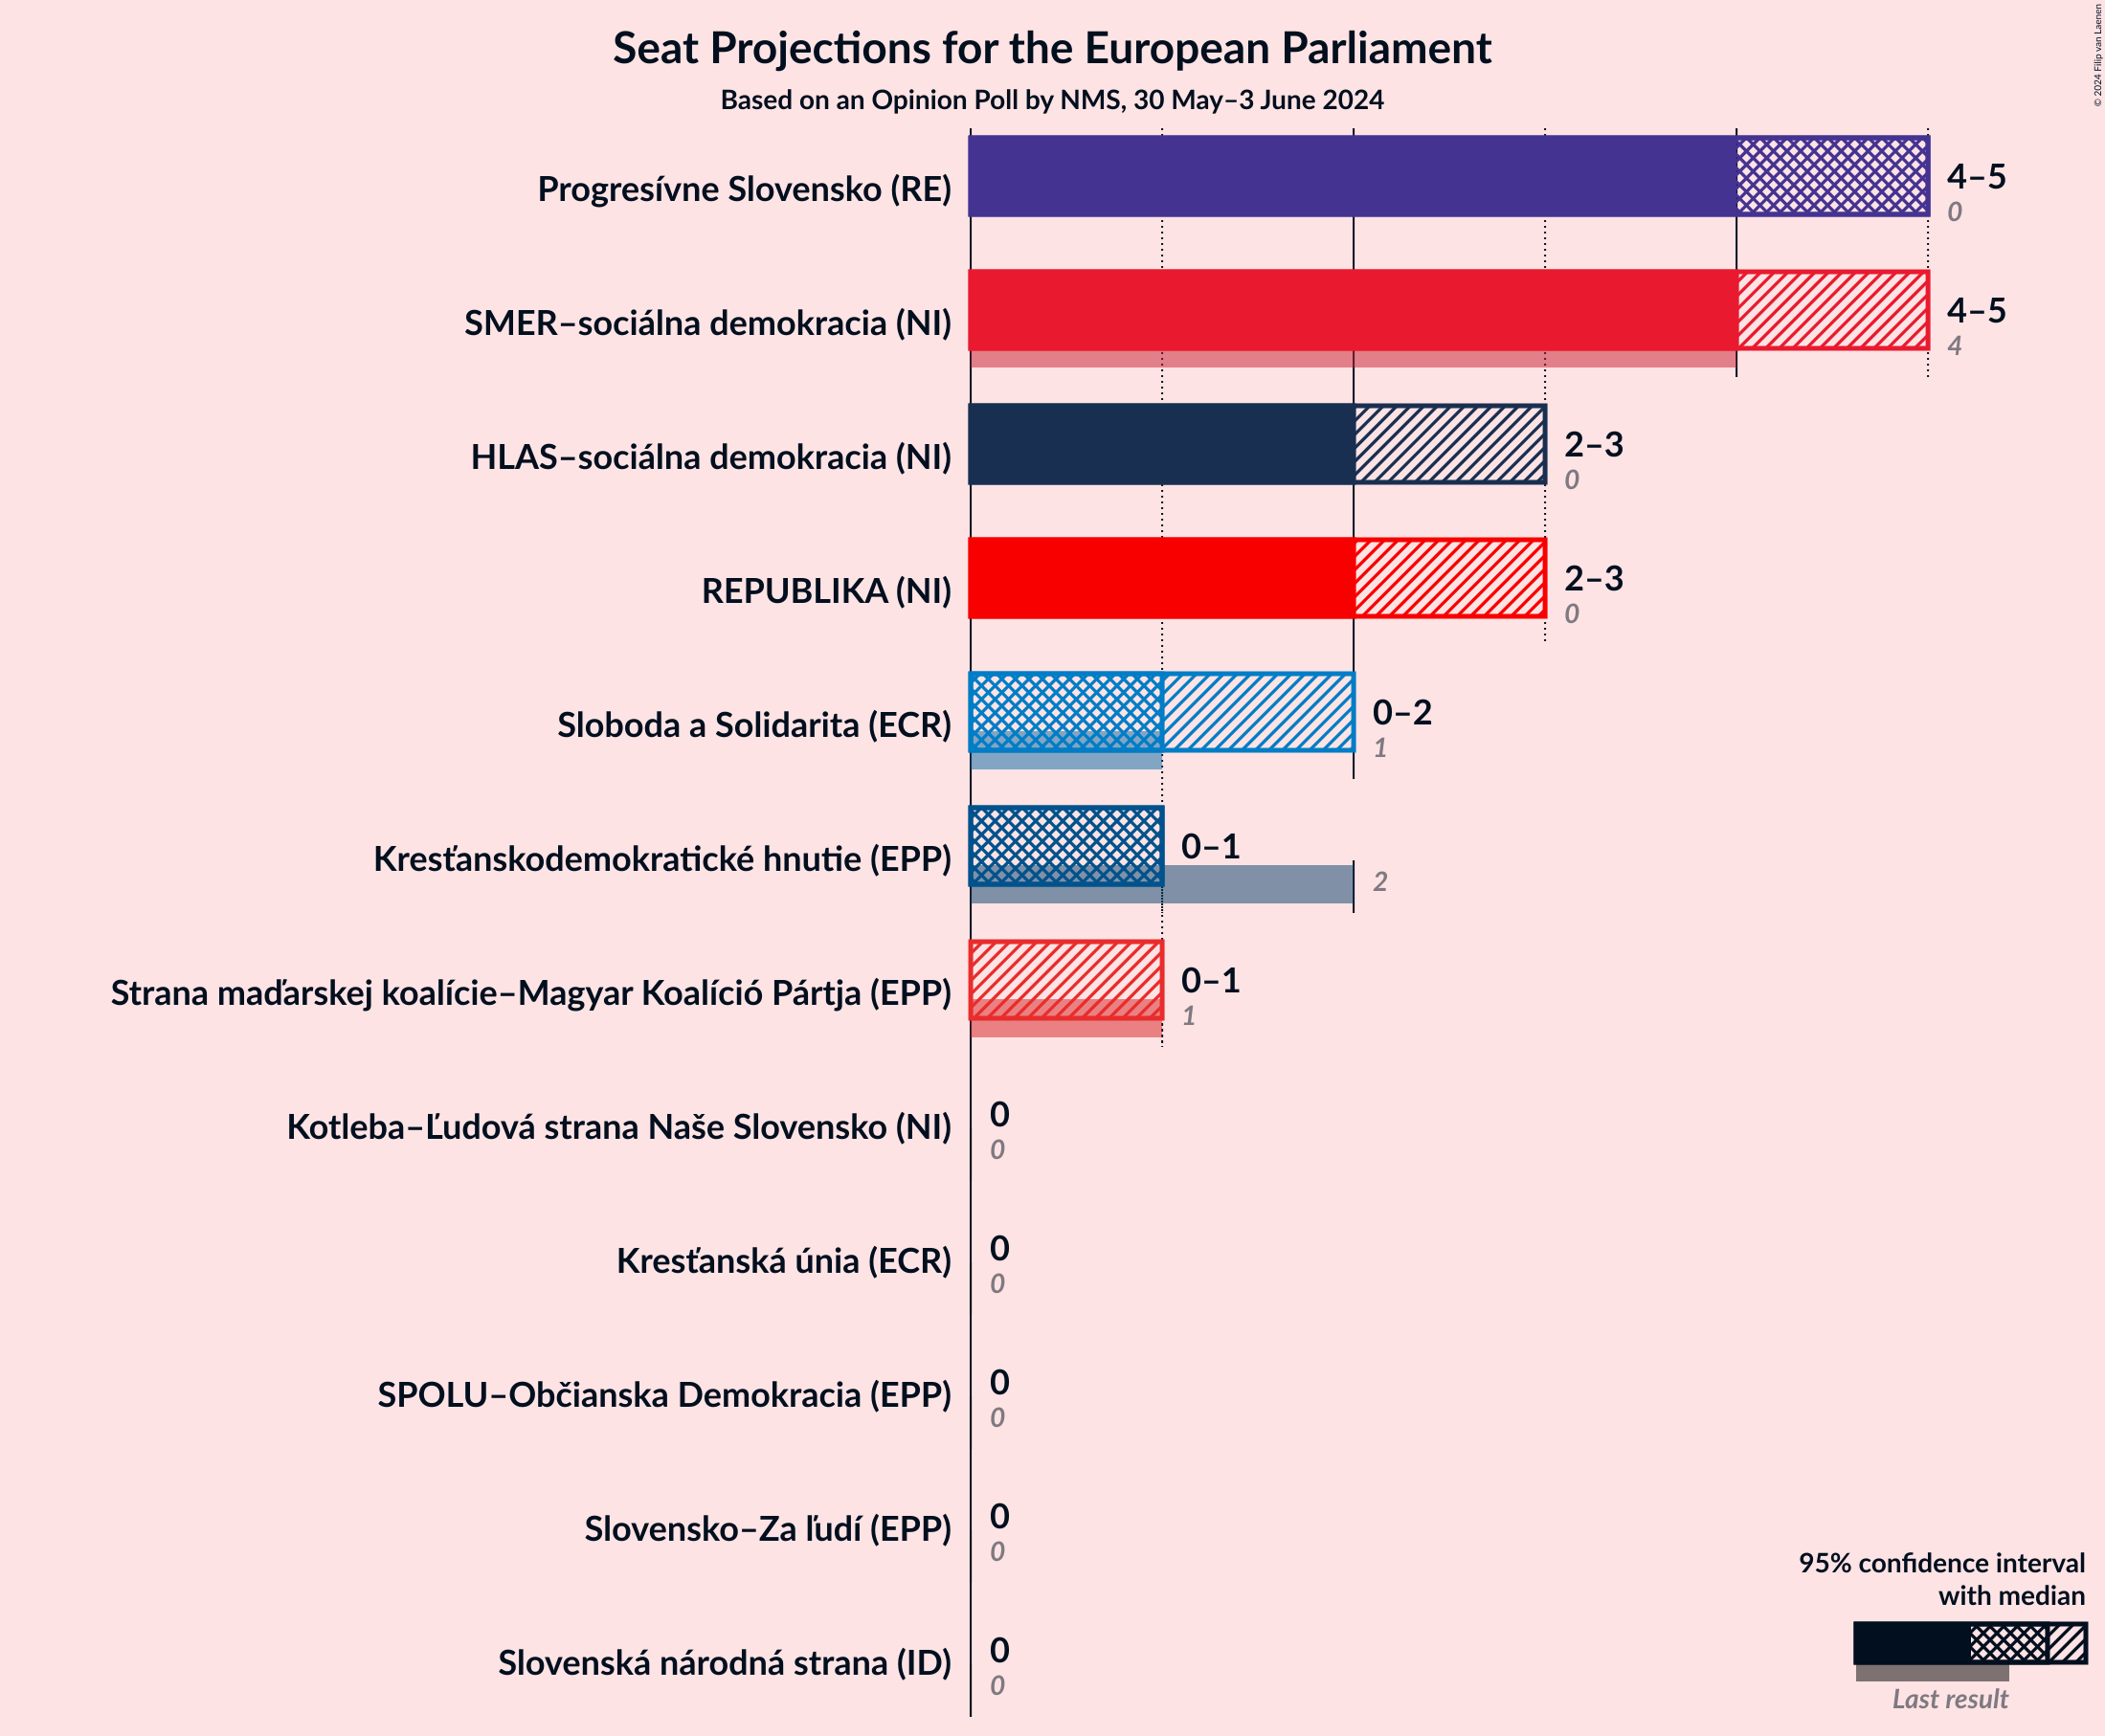 Seat Projections for the European Parliament
Based on an Opinion Poll by NMS, 30 May–3 June 2024
© 2024 Filip van Laenen
Progresívne Slovensko (RE)
4–5
0
SMER–sociálna demokracia (NI)
4–5
4
HLAS–sociálna demokracia (NI)
2–3
0
REPUBLIKA (NI)
2–3
0
Sloboda a Solidarita (ECR)
0–2
1
Kresťanskodemokratické hnutie (EPP)
0–1
2
Strana maďarskej koalície–Magyar Koalíció Pártja (EPP)
0–1
1
Kotleba–Ľudová strana Naše Slovensko (NI)
0
0
Kresťanská únia (ECR)
0
0
SPOLU–Občianska Demokracia (EPP)
0
0
Slovensko–Za ľudí (EPP)
0
0
Slovenská národná strana (ID)
0
0
95% confidence interval
with median
Last result